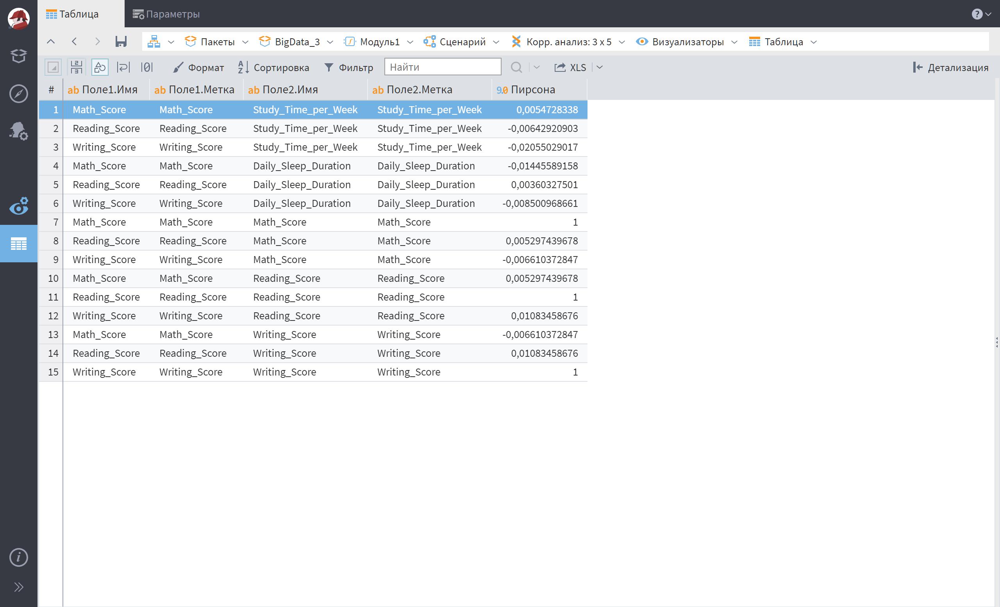 Таблица Параметры ?
Пакеты BigData_3 Модуль1 Сценарий Корр. анализ: 3 x 5 Визуализаторы Таблица
Формат Сортировка Фильтр Найти XLS Детализация
# ab Поле1.Имя ab Поле1.Метка ab Поле2.Имя ab Поле2.Метка 9.0 Пирсона
1 Math_Score Math_Score Study_Time_per_Week Study_Time_per_Week 0,0054728338
2 Reading_Score Reading_Score Study_Time_per_Week Study_Time_per_Week -0,00642920903
3 Writing_Score Writing_Score Study_Time_per_Week Study_Time_per_Week -0,02055029017
4 Math_Score Math_Score Daily_Sleep_Duration Daily_Sleep_Duration -0,01445589158
5 Reading_Score Reading_Score Daily_Sleep_Duration Daily_Sleep_Duration 0,00360327501
6 Writing_Score Writing_Score Daily_Sleep_Duration Daily_Sleep_Duration -0,008500968661
7 Math_Score Math_Score Math_Score Math_Score 1
8 Reading_Score Reading_Score Math_Score Math_Score 0,005297439678
9 Writing_Score Writing_Score Math_Score Math_Score -0,006610372847
10 Math_Score Math_Score Reading_Score Reading_Score 0,005297439678
11 Reading_Score Reading_Score Reading_Score Reading_Score 1
12 Writing_Score Writing_Score Reading_Score Reading_Score 0,01083458676
13 Math_Score Math_Score Writing_Score Writing_Score -0,006610372847
14 Reading_Score Reading_Score Writing_Score Writing_Score 0,01083458676
15 Writing_Score Writing_Score Writing_Score Writing_Score 1